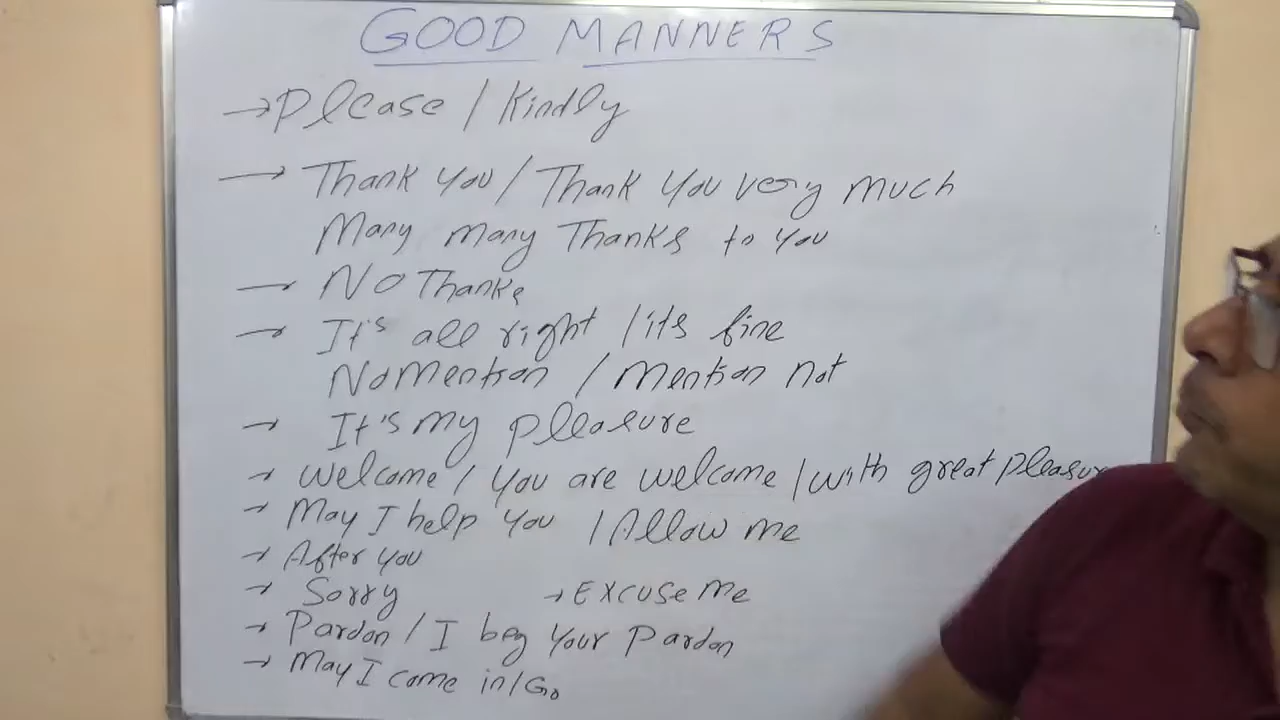 GOOD MANNERS
→ Please / Kindly
→ Thank you / Thank you very much
Many many Thanks to you
→ No Thanks
→ It's all right / its fine
No mention / Mention not
→ It's my pleasure
→ Welcome / You are welcome / with great pleasur
→ May I help you / Allow me
→ After you
→ Sorry → Excuse me
→ Pardon / I beg your Pardon
→ May I come in / Go